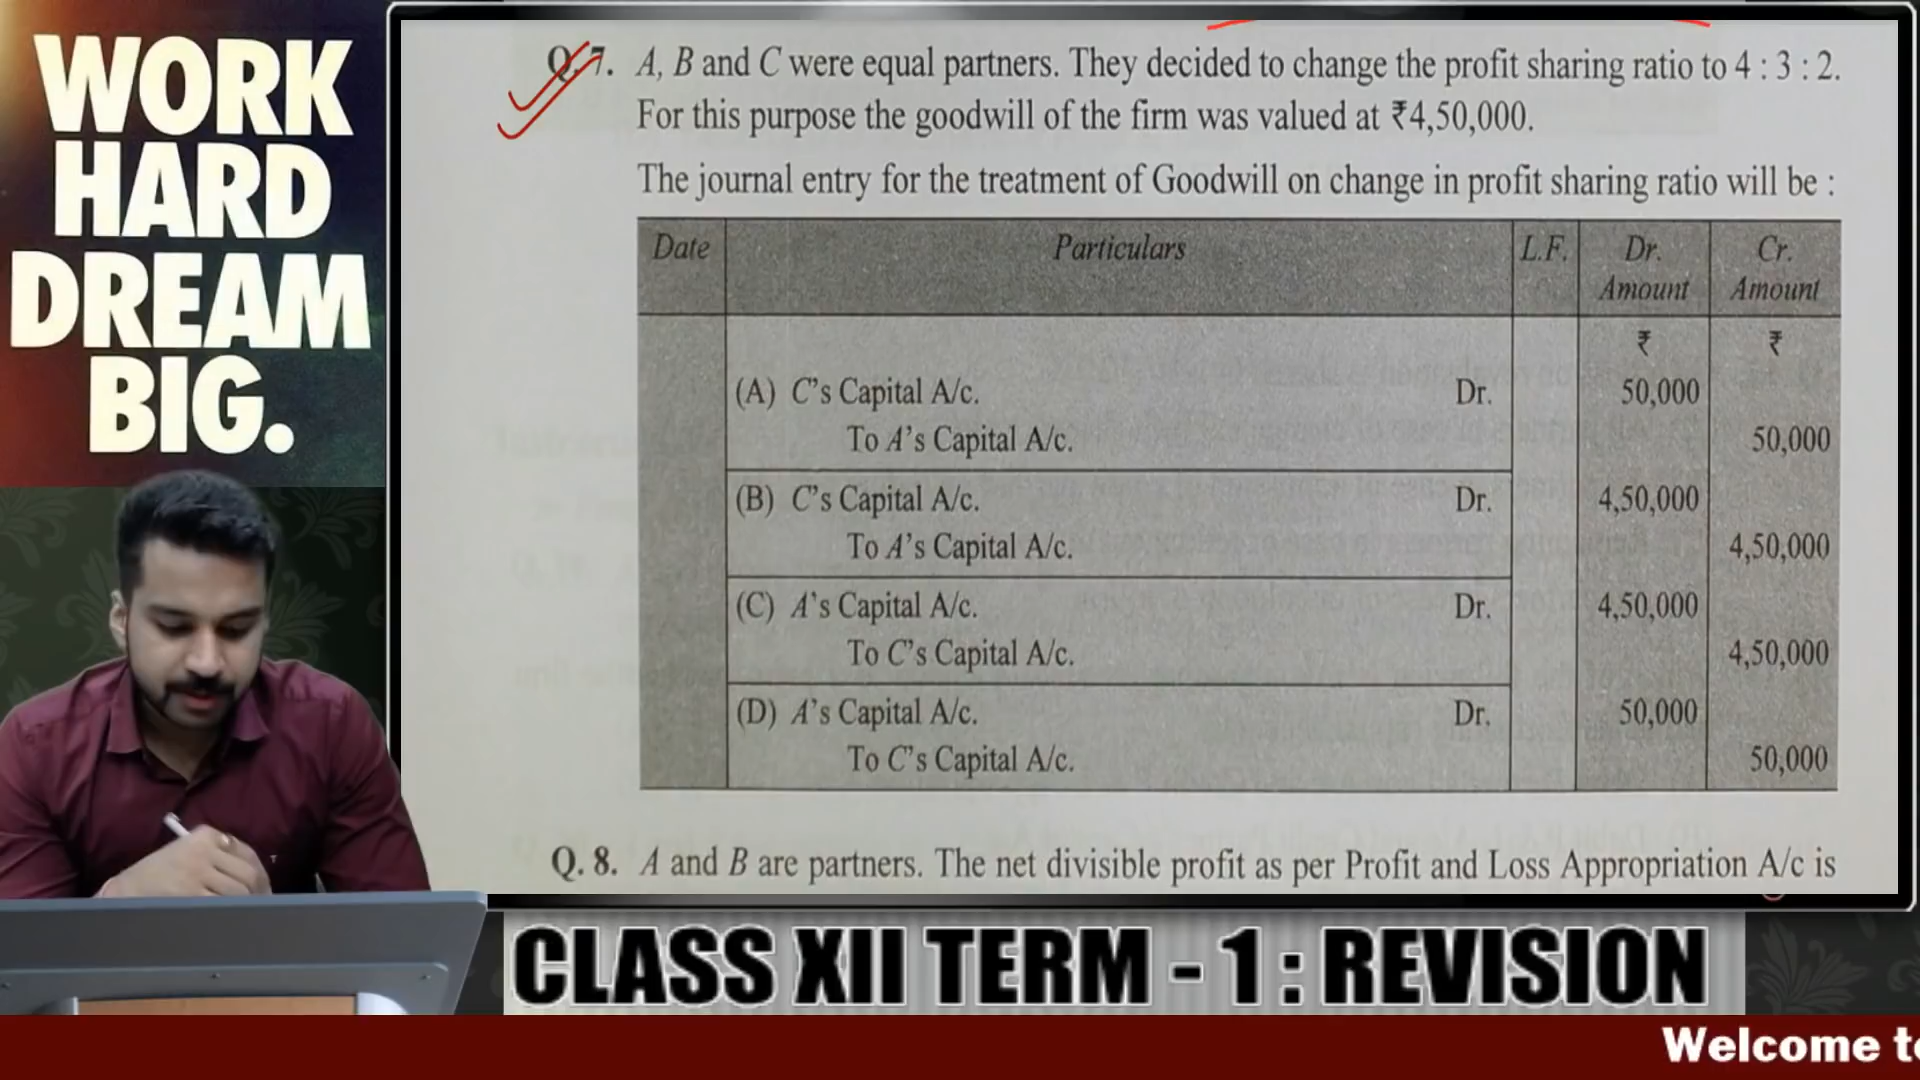 WORK
HARD
DREAM
BIG.
Q. 7. A, B and C were equal partners. They decided to change the profit sharing ratio to 4 : 3 : 2.
For this purpose the goodwill of the firm was valued at ₹4,50,000.
The journal entry for the treatment of Goodwill on change in profit sharing ratio will be :
Date Particulars L.F. Dr. Amount Cr. Amount
₹ ₹
(A) C's Capital A/c. Dr. 50,000
To A's Capital A/c. 50,000
(B) C's Capital A/c. Dr. 4,50,000
To A's Capital A/c. 4,50,000
(C) A's Capital A/c. Dr. 4,50,000
To C's Capital A/c. 4,50,000
(D) A's Capital A/c. Dr. 50,000
To C's Capital A/c. 50,000
Q. 8. A and B are partners. The net divisible profit as per Profit and Loss Appropriation A/c is
CLASS XII TERM - 1 : REVISION
Welcome to